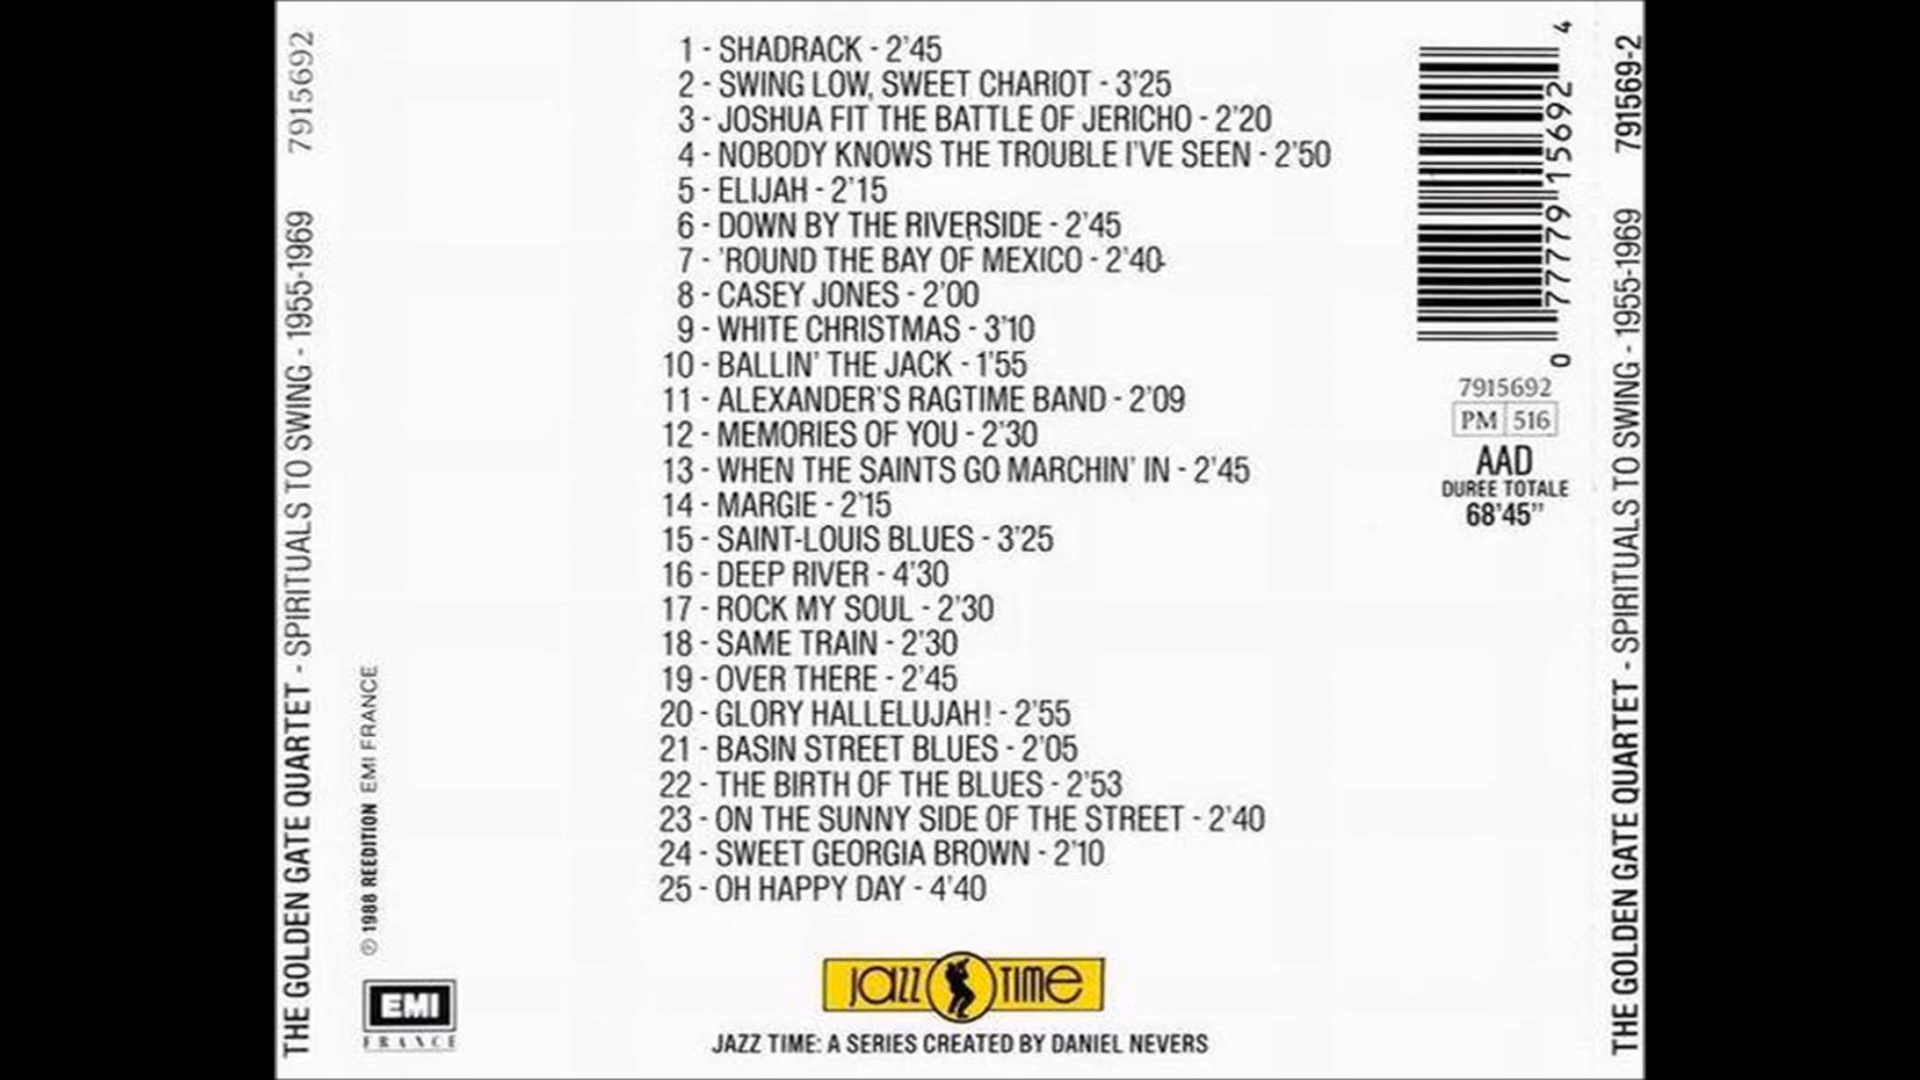 THE GOLDEN GATE QUARTET - SPIRITUALS TO SWING - 1955-1969 7915692
1 - SHADRACK - 2'45
2 - SWING LOW, SWEET CHARIOT - 3'25
3 - JOSHUA FIT THE BATTLE OF JERICHO - 2'20
4 - NOBODY KNOWS THE TROUBLE I'VE SEEN - 2'50
5 - ELIJAH - 2'15
6 - DOWN BY THE RIVERSIDE - 2'45
7 - 'ROUND THE BAY OF MEXICO - 2'40
8 - CASEY JONES - 2'00
9 - WHITE CHRISTMAS - 3'10
10 - BALLIN' THE JACK - 1'55
11 - ALEXANDER'S RAGTIME BAND - 2'09
12 - MEMORIES OF YOU - 2'30
13 - WHEN THE SAINTS GO MARCHIN' IN - 2'45
14 - MARGIE - 2'15
15 - SAINT-LOUIS BLUES - 3'25
16 - DEEP RIVER - 4'30
17 - ROCK MY SOUL - 2'30
18 - SAME TRAIN - 2'30
19 - OVER THERE - 2'45
20 - GLORY HALLELUJAH! - 2'55
21 - BASIN STREET BLUES - 2'05
22 - THE BIRTH OF THE BLUES - 2'53
23 - ON THE SUNNY SIDE OF THE STREET - 2'40
24 - SWEET GEORGIA BROWN - 2'10
25 - OH HAPPY DAY - 4'40
0 77779 15692 4
7915692
PM 516
AAD
DUREE TOTALE
68'45"
℗ 1988 REEDITION EMI FRANCE
EMI
FRANCE
JAZZ TIME
JAZZ TIME: A SERIES CREATED BY DANIEL NEVERS
THE GOLDEN GATE QUARTET - SPIRITUALS TO SWING - 1955-1969 791569-2